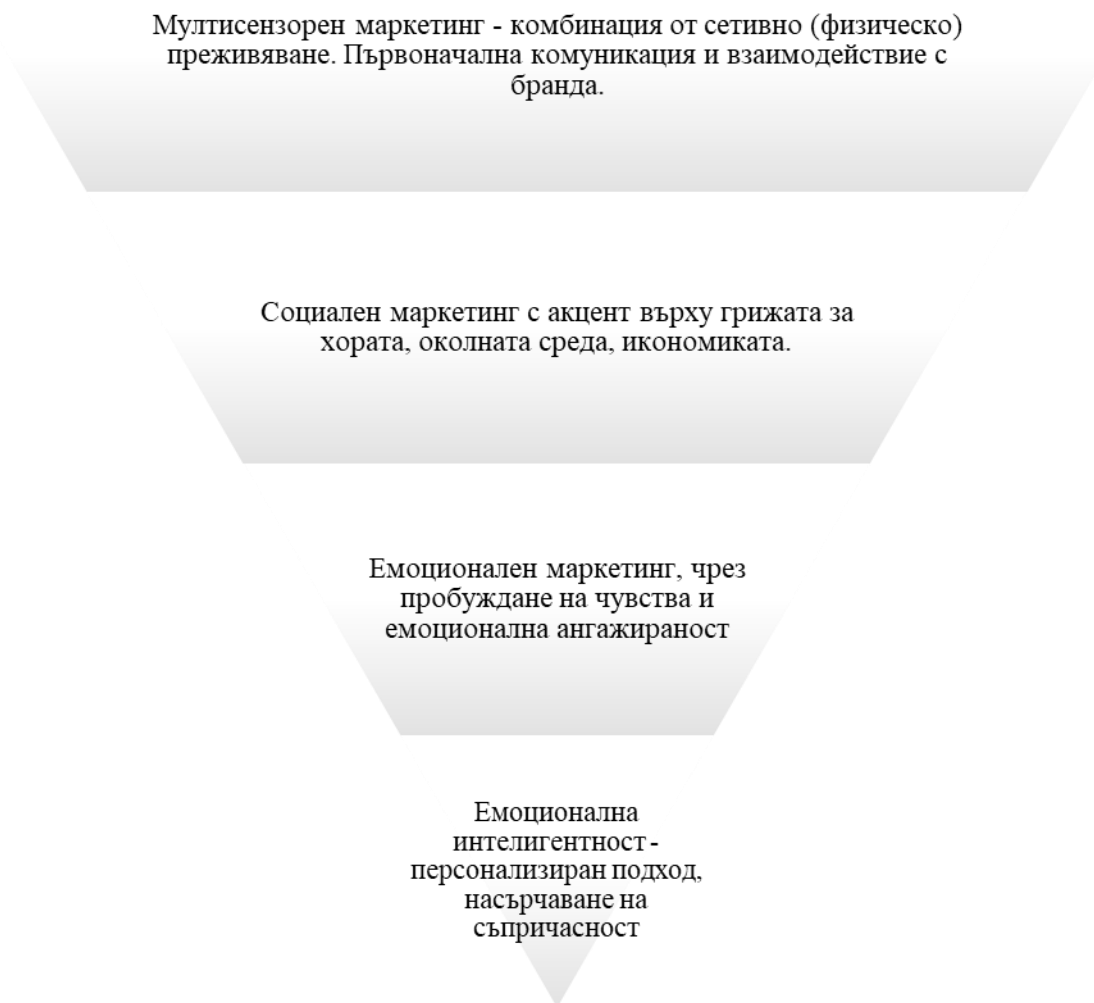 Мултисензорен маркетинг - комбинация от сетивно (физическо)
преживяване. Първоначална комуникация и взаимодействие с
бранда.
Социален маркетинг с акцент върху грижата за
хората, околната среда, икономиката.
Емоционален маркетинг, чрез
пробуждане на чувства и
емоционална ангажираност
Емоционална
интелигентност -
персонализиран подход,
насърчаване на
съпричасност